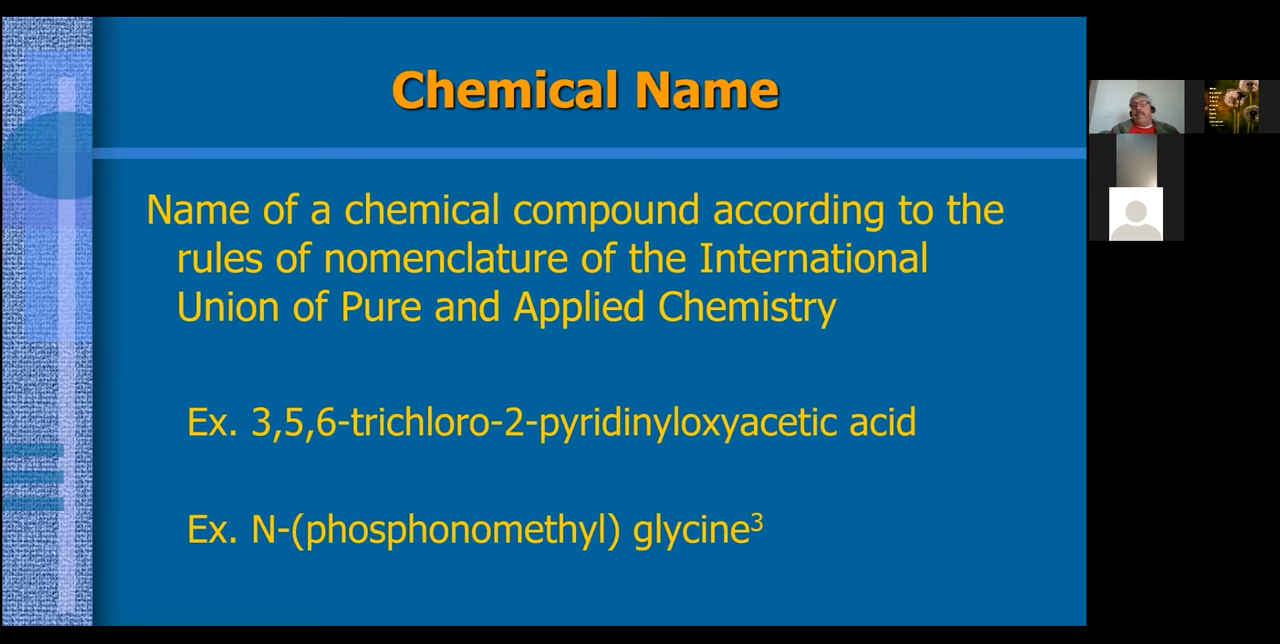 Chemical Name
Name of a chemical compound according to the
rules of nomenclature of the International
Union of Pure and Applied Chemistry
Ex. 3,5,6-trichloro-2-pyridinyloxyacetic acid
Ex. N-(phosphonomethyl) glycine³